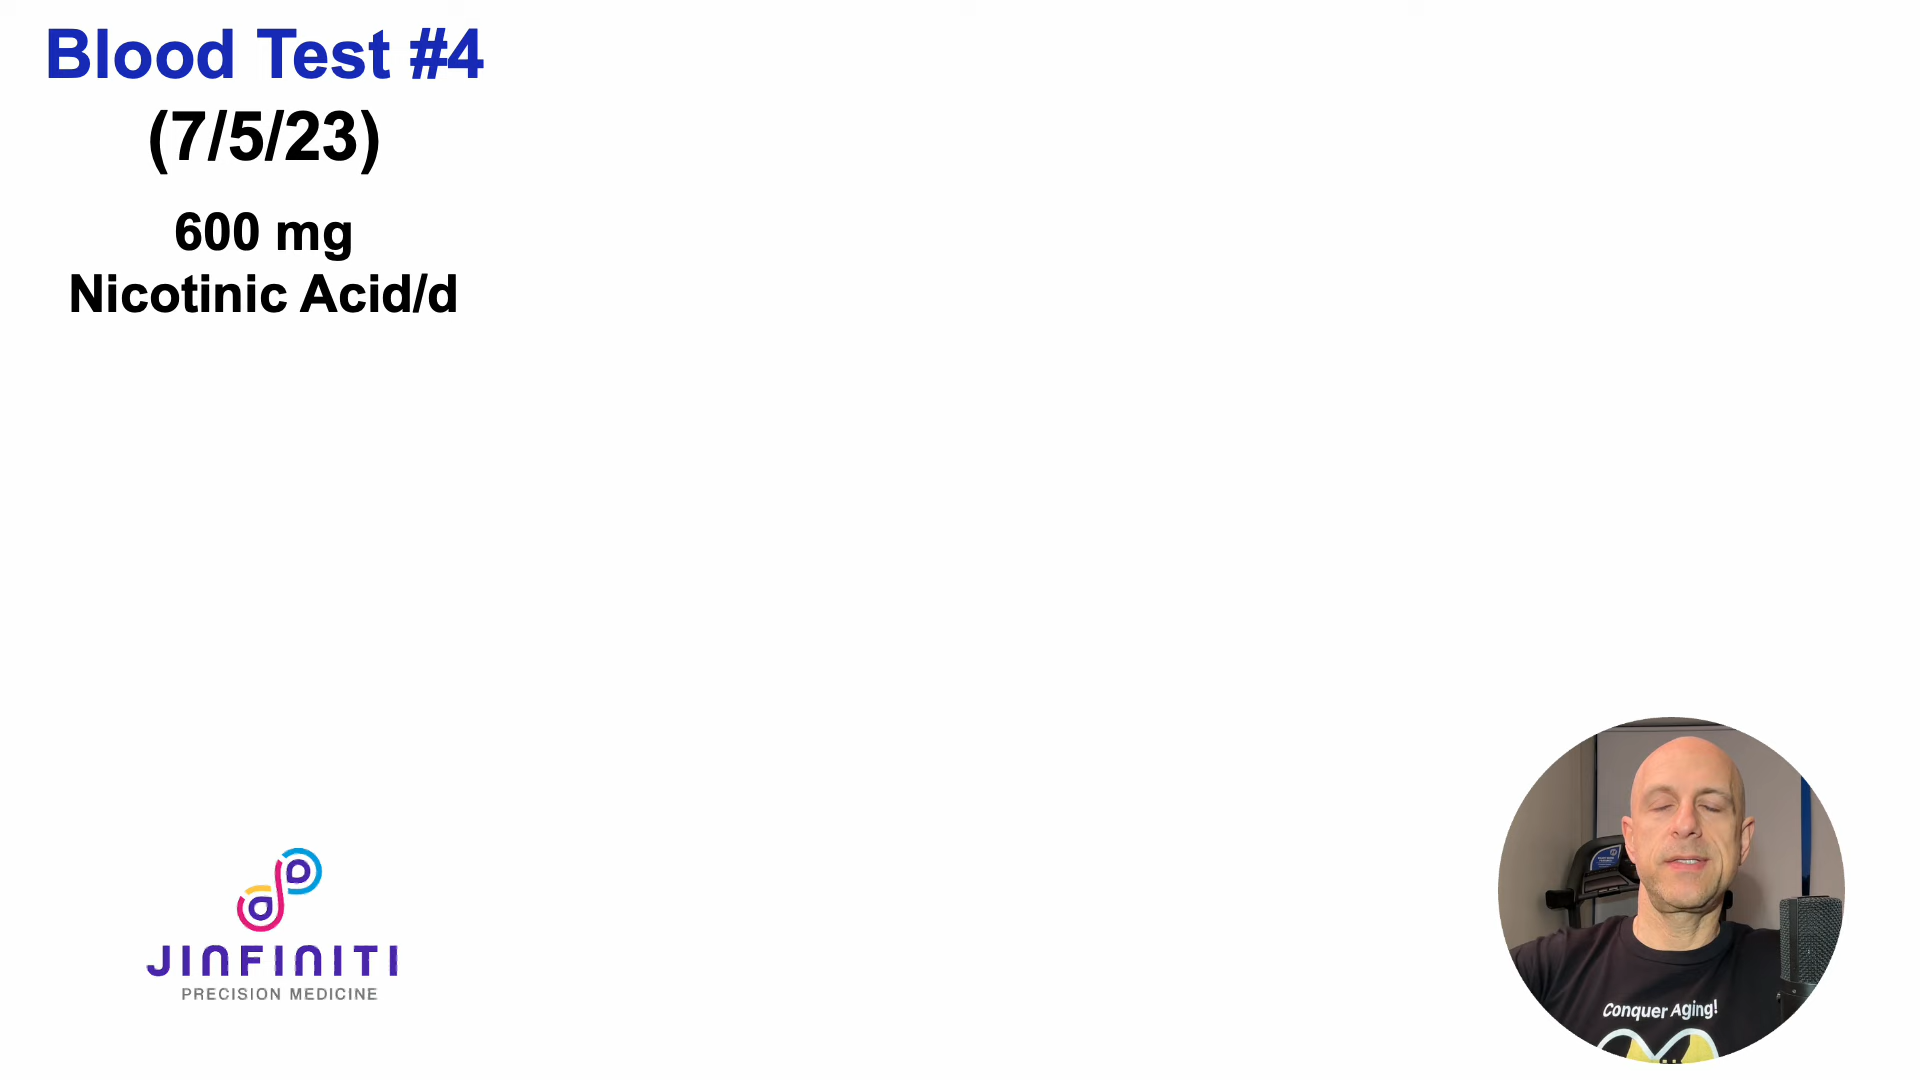 Blood Test #4
(7/5/23)
600 mg
Nicotinic Acid/d
JINFINITI
PRECISION MEDICINE
Conquer Aging!